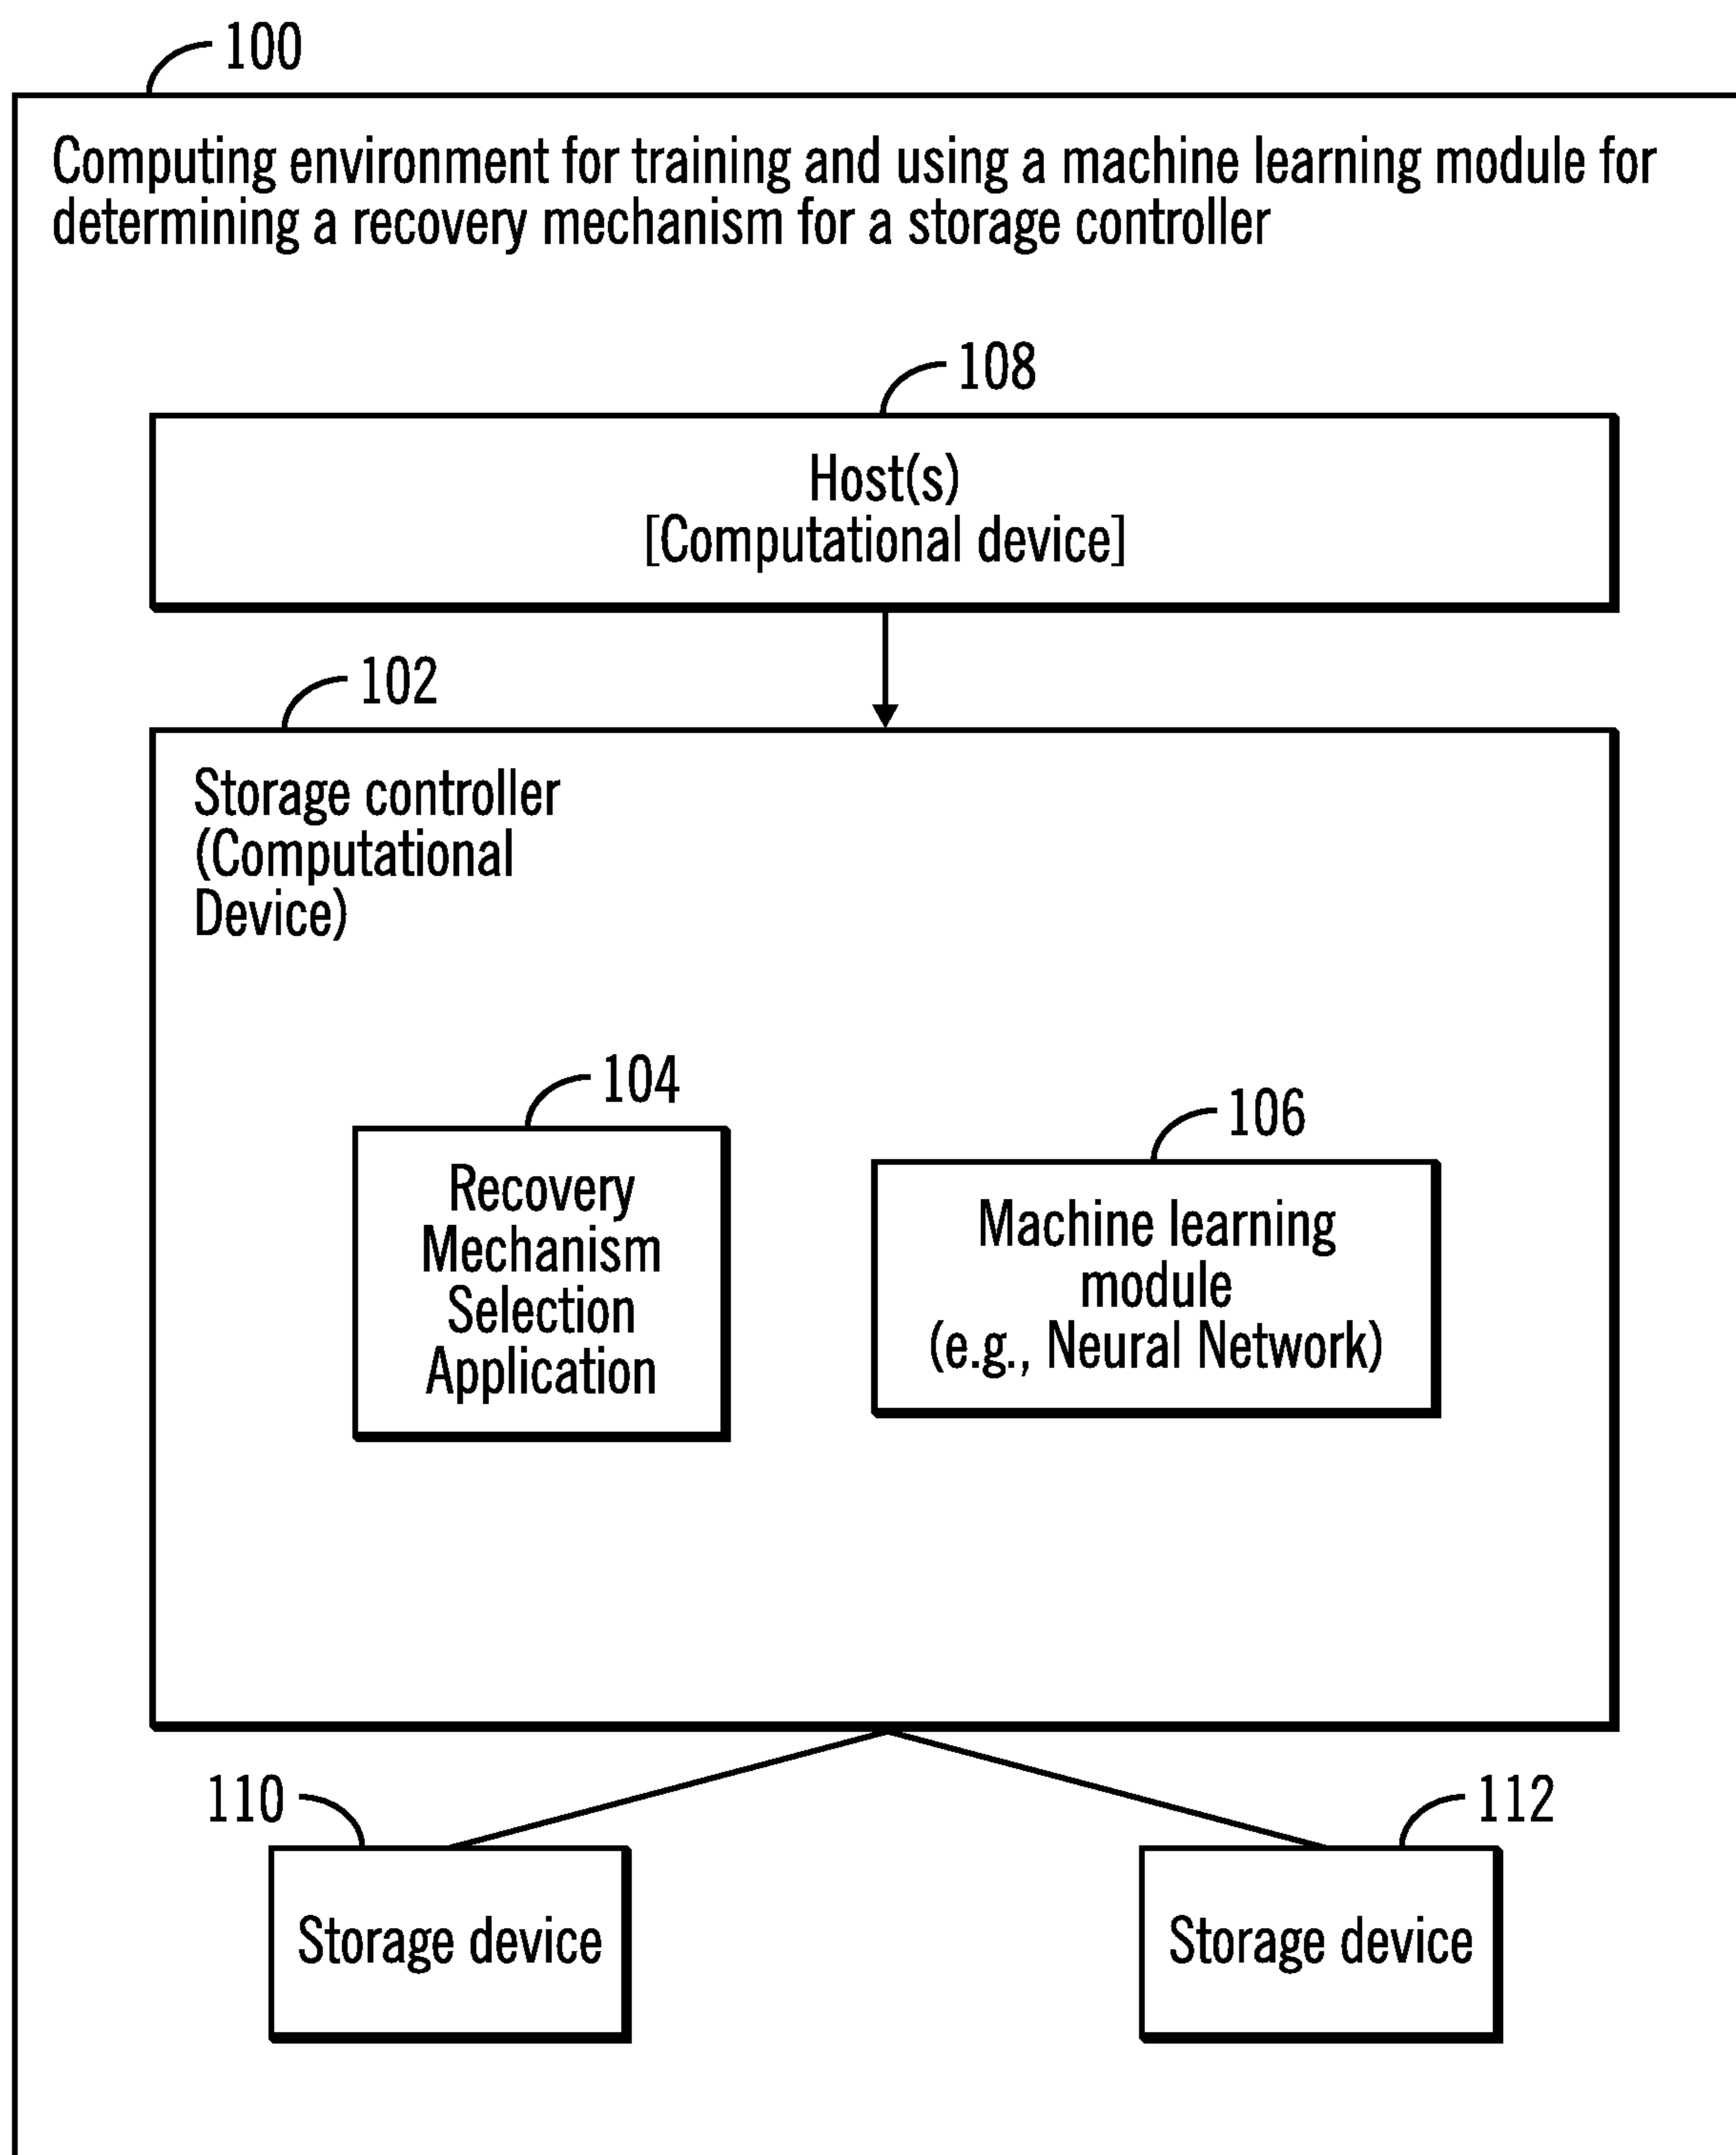 100
Computing environment for training and using a machine learning module for
determining a recovery mechanism for a storage controller
108
Host(s)
[Computational device]
102
Storage controller
(Computational
Device)
104
Recovery
Mechanism
Selection
Application
106
Machine learning
module
(e.g., Neural Network)
110
Storage device
112
Storage device